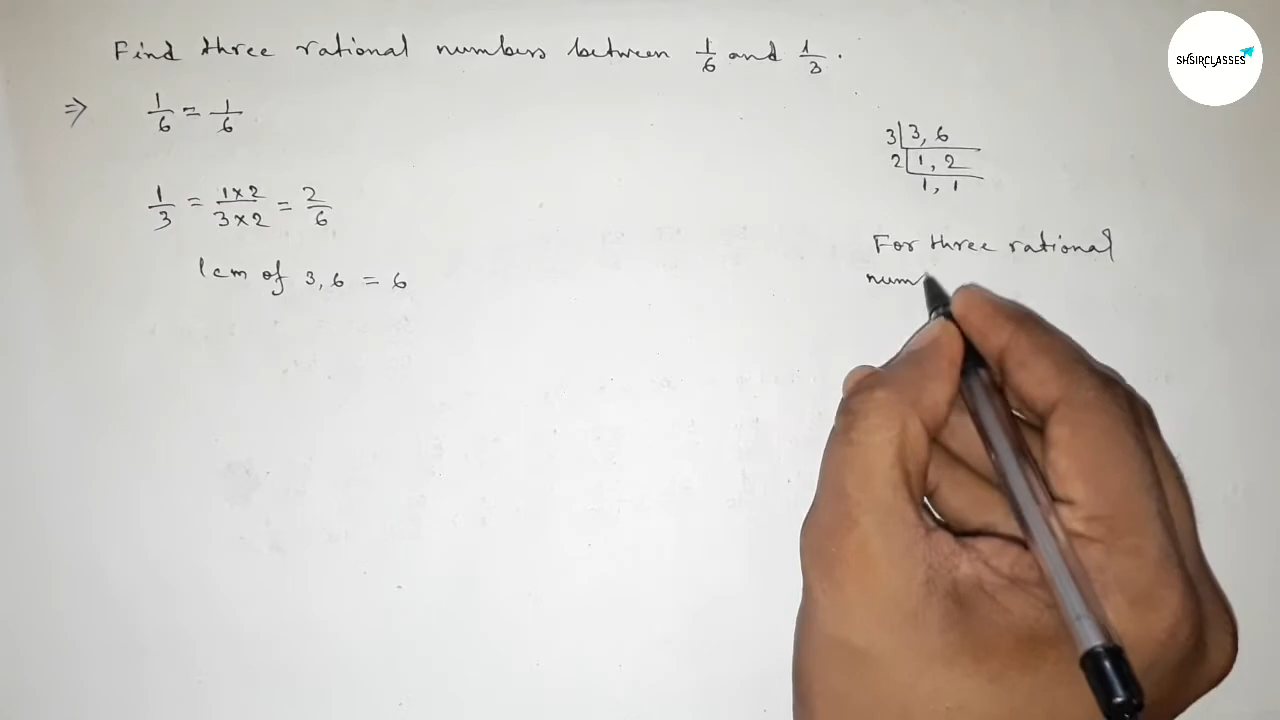 Find three rational numbers between 1/6 and 1/3.
SHSIRCLASSES
⇒ 1/6 = 1/6
3 | 3, 6
2 | 1, 2
1, 1
1/3 = 1×2/3×2 = 2/6
For three rational
lcm of 3, 6 = 6
num